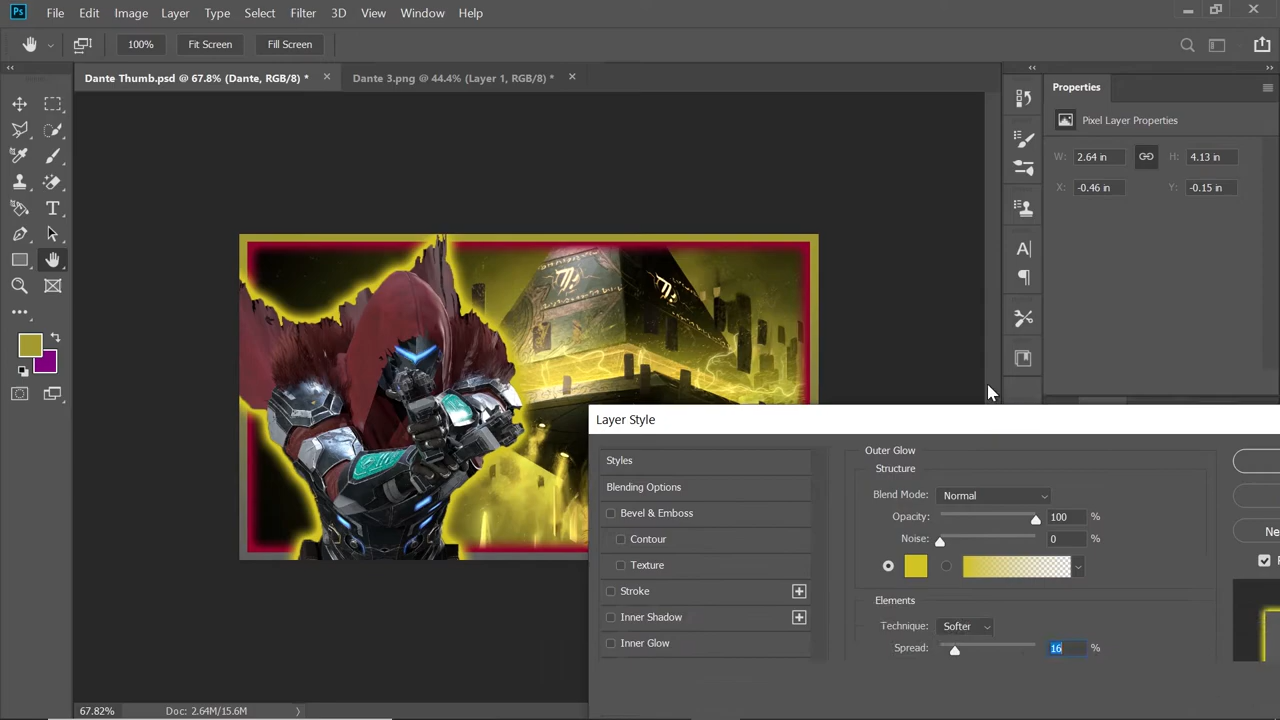 Ps File Edit Image Layer Type Select Filter 3D View Window Help
100% Fit Screen Fill Screen
Dante Thumb.psd @ 67.8% (Dante, RGB/8) * Dante 3.png @ 44.4% (Layer 1, RGB/8) *
Properties
Pixel Layer Properties
W: 2.64 in H: 4.13 in
X: -0.46 in Y: -0.15 in
Layer Style
Styles
Blending Options
Bevel & Emboss
Contour
Texture
Stroke
Inner Shadow
Inner Glow
Outer Glow
Structure
Blend Mode: Normal
Opacity: 100 %
Noise: 0 %
Ne
Elements
Technique: Softer
Spread: 16 %
67.82% Doc: 2.64M/15.6M